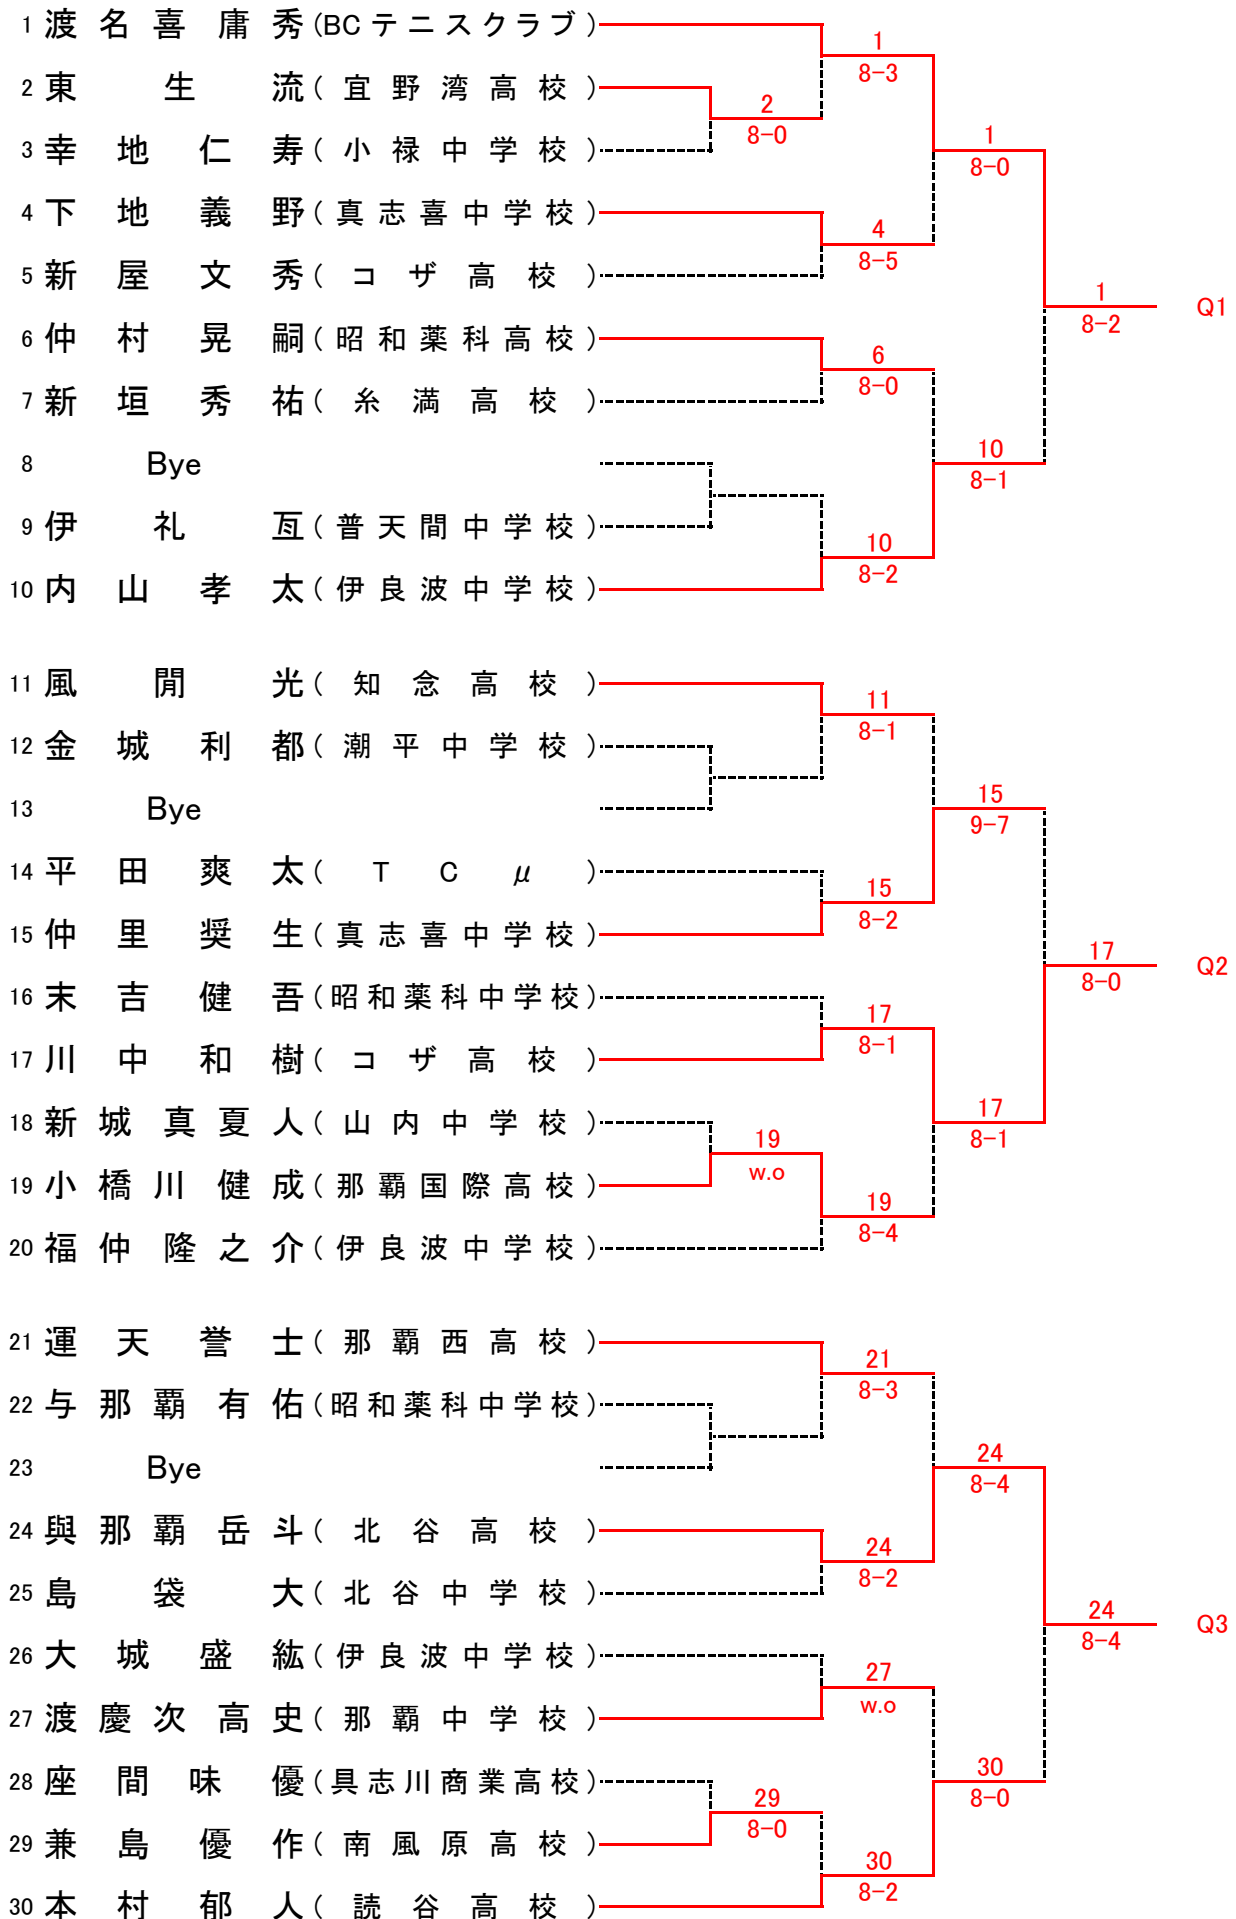 1 渡名喜庸秀(BCテニスクラブ)
1
8-3
2 東生流(宜野湾高校)
2
8-0
3 幸地仁寿(小禄中学校)
1
8-0
4 下地義野(真志喜中学校)
4
8-5
5 新屋文秀(コザ高校)
1
8-2
Q1
6 仲村晃嗣(昭和薬科高校)
6
8-0
7 新垣秀祐(糸満高校)
8 Bye
10
8-1
9 伊礼亙(普天間中学校)
10
8-2
10 内山孝太(伊良波中学校)
11 風間光(知念高校)
11
8-1
12 金城利都(潮平中学校)
13 Bye
15
9-7
14 平田爽太(TCμ)
15
8-2
15 仲里奨生(真志喜中学校)
17
8-0
Q2
16 末吉健吾(昭和薬科中学校)
17
8-1
17 川中和樹(コザ高校)
18 新城真夏人(山内中学校)
17
8-1
19
w.o
19 小橋川健成(那覇国際高校)
19
8-4
20 福仲隆之介(伊良波中学校)
21 運天誉士(那覇西高校)
21
8-3
22 与那覇有佑(昭和薬科中学校)
23 Bye
24
8-4
24 與那覇岳斗(北谷高校)
24
8-2
25 島袋大(北谷中学校)
24
8-4
Q3
26 大城盛紘(伊良波中学校)
27
w.o
27 渡慶次高史(那覇中学校)
28 座間味優(具志川商業高校)
30
8-0
29
8-0
29 兼島優作(南風原高校)
30
8-2
30 本村郁人(読谷高校)